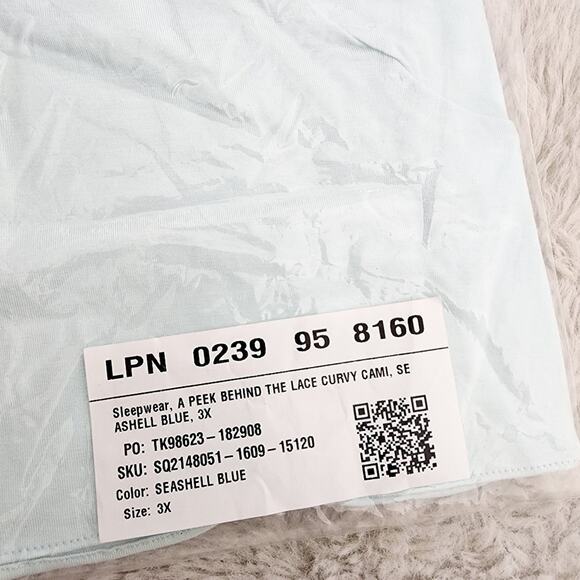 LPN 0239 95 8160
Sleepwear, A PEEK BEHIND THE LACE CURVY CAMI, SE
ASHELL BLUE, 3X
PO: TK98623-182908
SKU: SQ2148051-1609-15120
Color: SEASHELL BLUE
Size: 3X